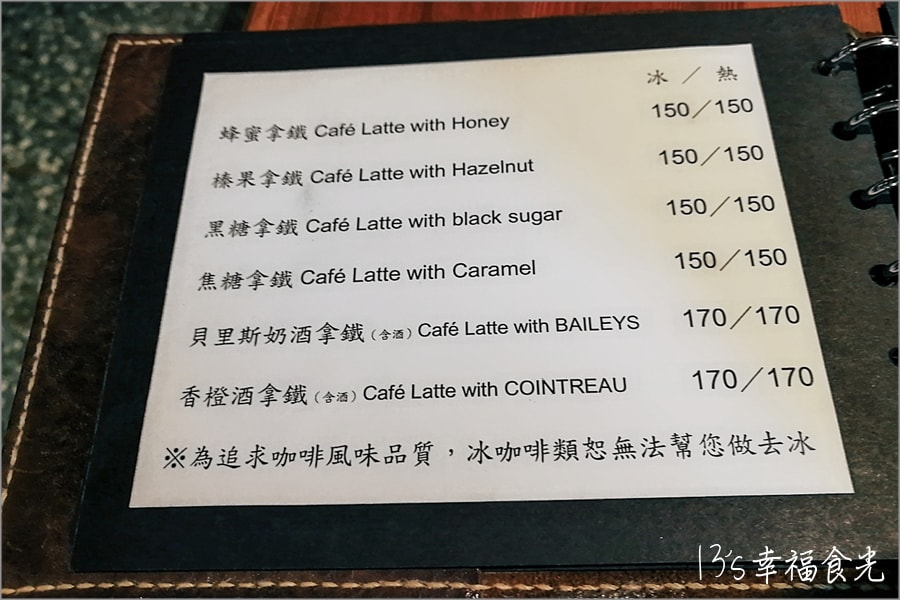 冰 ／ 熱
蜂蜜拿鐵 Café Latte with Honey 150／150
榛果拿鐵 Café Latte with Hazelnut 150／150
黑糖拿鐵 Café Latte with black sugar 150／150
焦糖拿鐵 Café Latte with Caramel 150／150
貝里斯奶酒拿鐵（含酒）Café Latte with BAILEYS 170／170
香橙酒拿鐵（含酒）Café Latte with COINTREAU 170／170
※為追求咖啡風味品質，冰咖啡類恕無法幫您做去冰
13's幸福食光